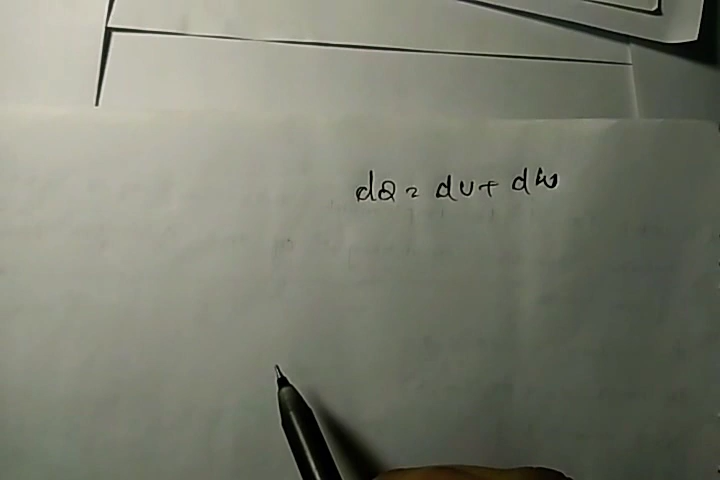 dQ = dU + dW